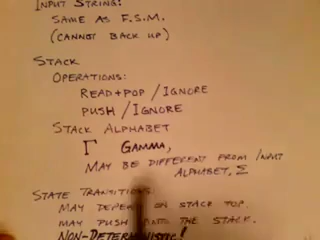 INPUT STRING:
SAME AS F.S.M.
(CANNOT BACK UP)
STACK
OPERATIONS:
READ+POP / IGNORE
PUSH / IGNORE
STACK ALPHABET
Γ GAMMA,
MAY BE DIFFERENT FROM INPUT
ALPHABET, Σ
STATE TRANSITIONS
MAY DEPEND ON STACK TOP.
MAY PUSH ONTO THE STACK.
NON-DETERMINISTIC!